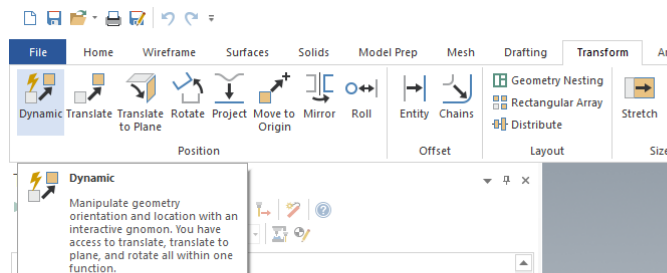 File Home Wireframe Surfaces Solids Model Prep Mesh Drafting Transform
Dynamic Translate Translate to Plane Rotate Project Move to Origin Mirror Roll
Entity Chains
Geometry Nesting
Rectangular Array
Distribute
Stretch
Position Offset Layout
Dynamic
Manipulate geometry
orientation and location with an
interactive gnomon. You have
access to translate, translate to
plane, and rotate all within one
function.